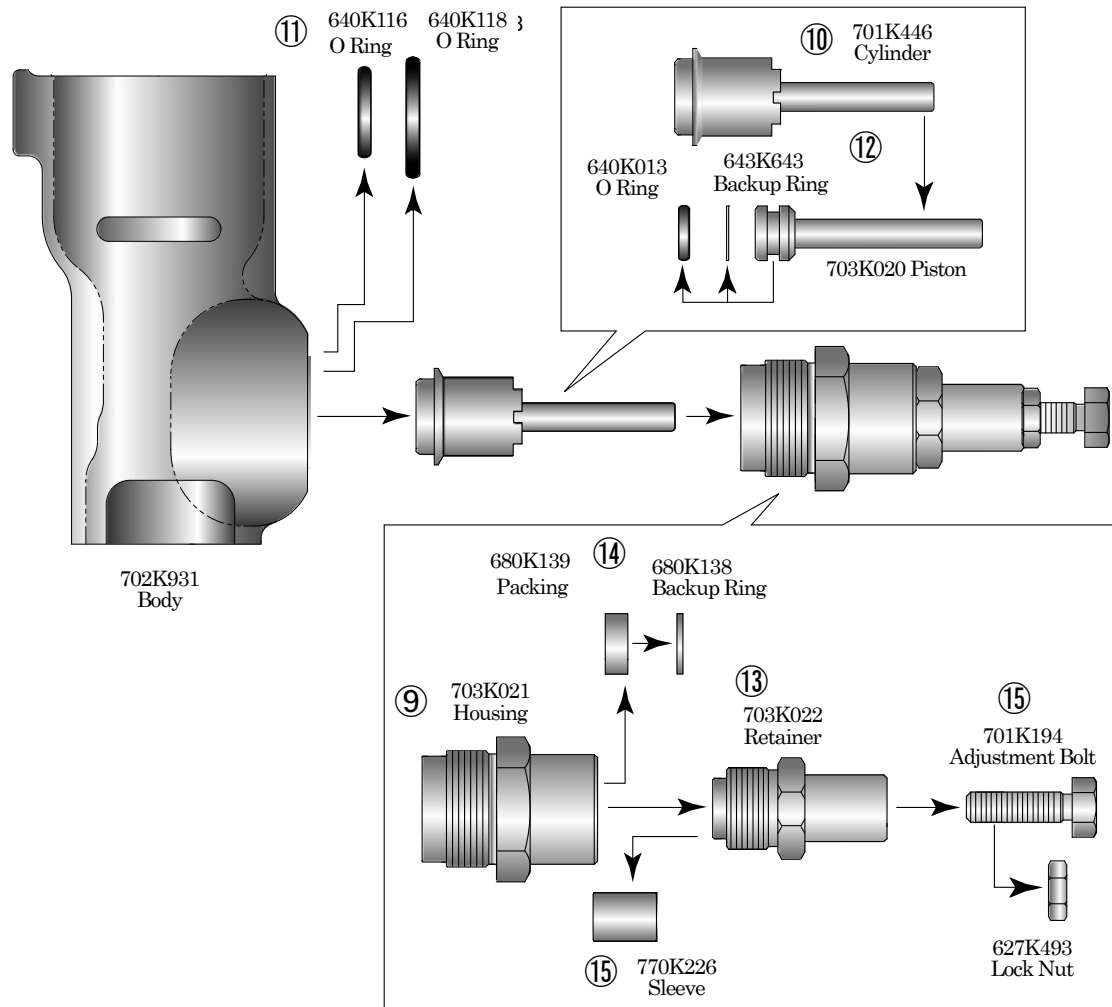 ⑪
640K116
O Ring
640K118
O Ring
⑩
701K446
Cylinder
⑫
640K013
O Ring
643K643
Backup Ring
703K020 Piston
702K931
Body
⑭
680K139
Packing
680K138
Backup Ring
⑨
703K021
Housing
⑬
703K022
Retainer
⑮
701K194
Adjustment Bolt
⑮
770K226
Sleeve
627K493
Lock Nut